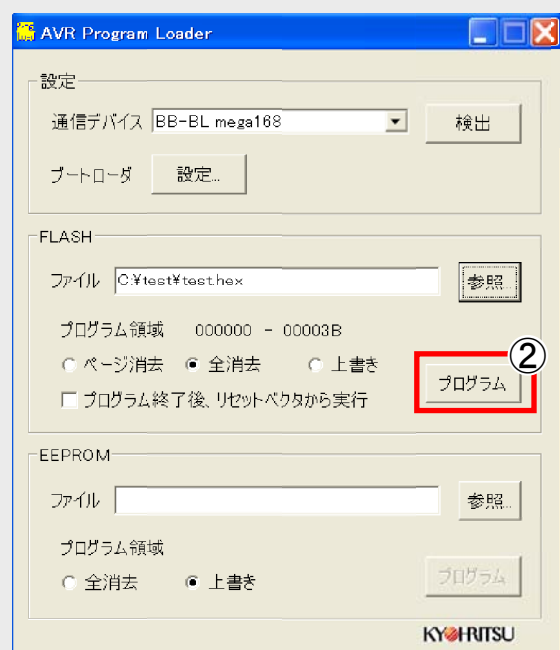 AVR Program Loader
設定
通信デバイス BB-BL mega168 検出
ブートローダ 設定...
FLASH
ファイル C:¥test¥test.hex 参照...
プログラム領域 000000 - 00003B
ページ消去 全消去 上書き
②
プログラム
プログラム終了後、リセットベクタから実行
EEPROM
ファイル 参照...
プログラム領域
全消去 上書き プログラム
KYOHRITSU